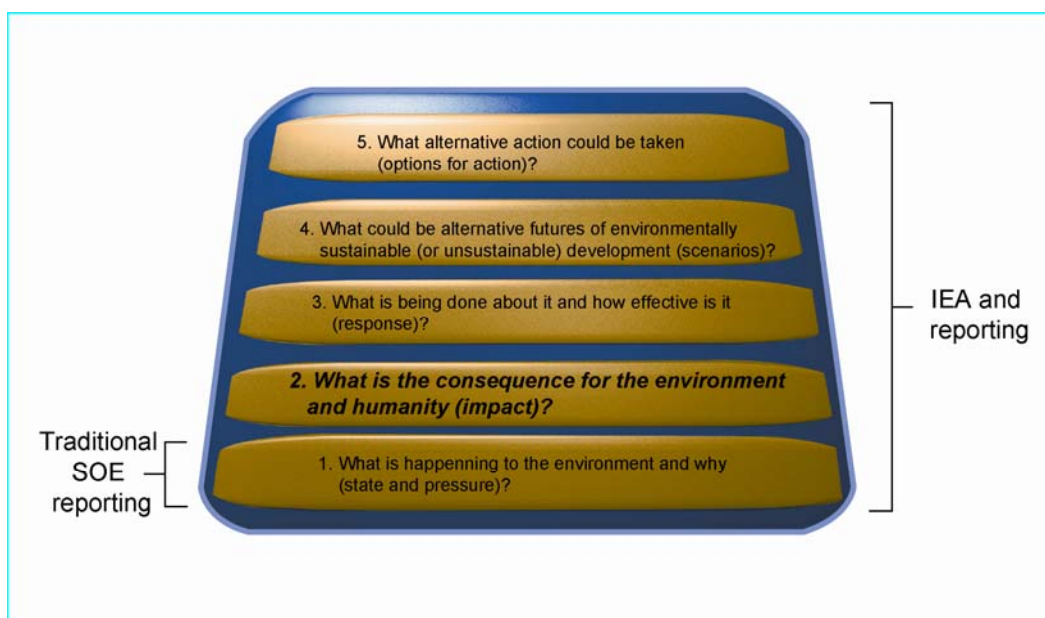 5. What alternative action could be taken
(options for action)?
4. What could be alternative futures of environmentally
sustainable (or unsustainable) development (scenarios)?
3. What is being done about it and how effective is it
(response)?
2. What is the consequence for the environment
and humanity (impact)?
1. What is happenning to the environment and why
(state and pressure)?
Traditional
SOE
reporting
IEA and
reporting